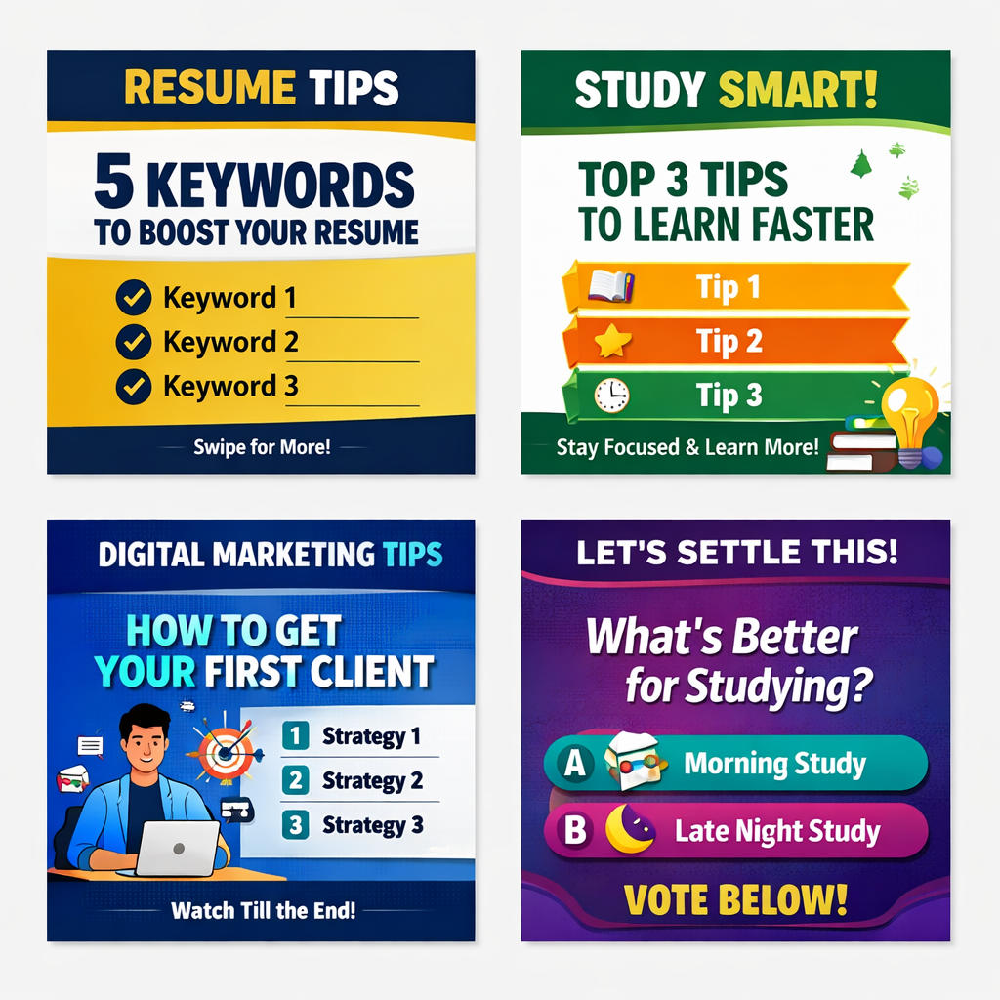 RESUME TIPS
5 KEYWORDS
TO BOOST YOUR RESUME
Keyword 1
Keyword 2
Keyword 3
Swipe for More!
STUDY SMART!
TOP 3 TIPS
TO LEARN FASTER
Tip 1
Tip 2
Tip 3
Stay Focused & Learn More!
DIGITAL MARKETING TIPS
HOW TO GET
YOUR FIRST CLIENT
1 Strategy 1
2 Strategy 2
3 Strategy 3
Watch Till the End!
LET'S SETTLE THIS!
What's Better
for Studying?
A Morning Study
B Late Night Study
VOTE BELOW!